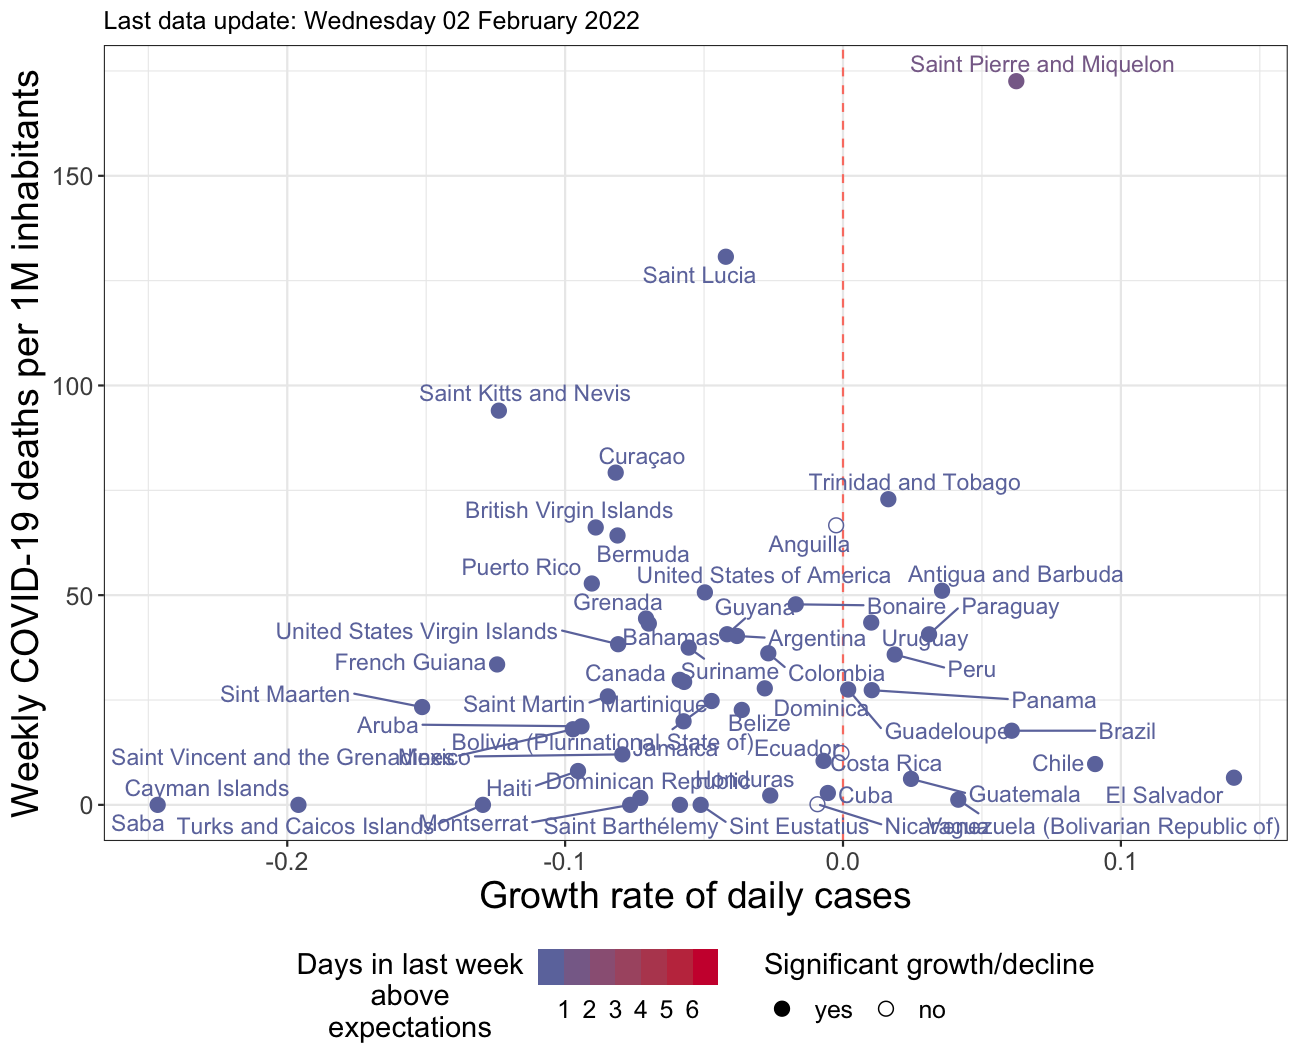 Last data update: Wednesday 02 February 2022
Weekly COVID-19 deaths per 1M inhabitants
150
100
50
0
Saint Pierre and Miquelon
Saint Lucia
Saint Kitts and Nevis
Curaçao
Trinidad and Tobago
British Virgin Islands
Anguilla
Bermuda
Puerto Rico
United States of America
Antigua and Barbuda
Grenada
Guyana
Bonaire
Paraguay
United States Virgin Islands
Bahamas
Argentina
Uruguay
French Guiana
Canada
Suriname
Colombia
Peru
Sint Maarten
Saint Martin
Martinique
Dominica
Panama
Aruba
Belize
Guadeloupe
Brazil
Bolivia (Plurinational State of)
Jamaica
Ecuador
Saint Vincent and the Grenadines
Mexico
Costa Rica
Chile
Haiti
Dominican Republic
Honduras
Cayman Islands
Cuba
Guatemala
El Salvador
Saba
Turks and Caicos Islands
Montserrat
Saint Barthélemy
Sint Eustatius
Nicaragua
Venezuela (Bolivarian Republic of)
-0.2
-0.1
0.0
0.1
Growth rate of daily cases
Days in last week
above
expectations
1 2 3 4 5 6
Significant growth/decline
yes
no